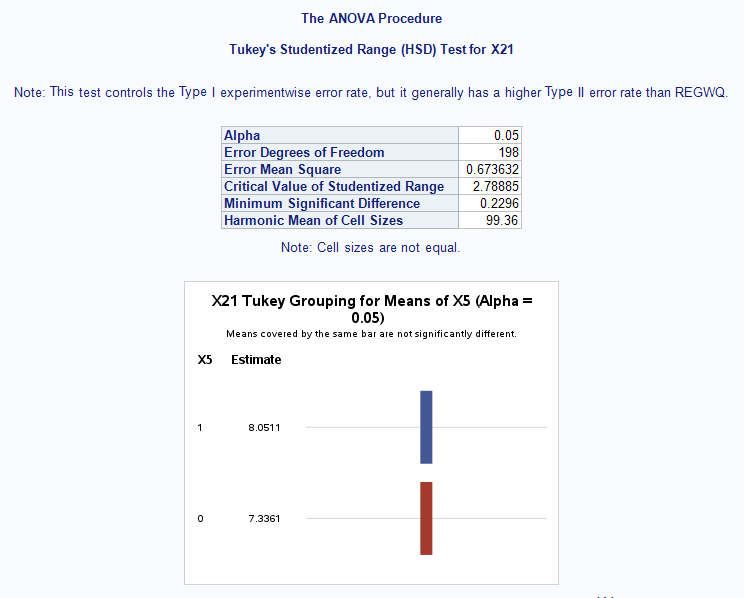 The ANOVA Procedure
Tukey's Studentized Range (HSD) Test for X21
Note: This test controls the Type I experimentwise error rate, but it generally has a higher Type II error rate than REGWQ.
Alpha 0.05
Error Degrees of Freedom 198
Error Mean Square 0.673632
Critical Value of Studentized Range 2.78885
Minimum Significant Difference 0.2296
Harmonic Mean of Cell Sizes 99.36
Note: Cell sizes are not equal.
X21 Tukey Grouping for Means of X5 (Alpha =
0.05)
Means covered by the same bar are not significantly different.
X5 Estimate
1 8.0511
0 7.3361